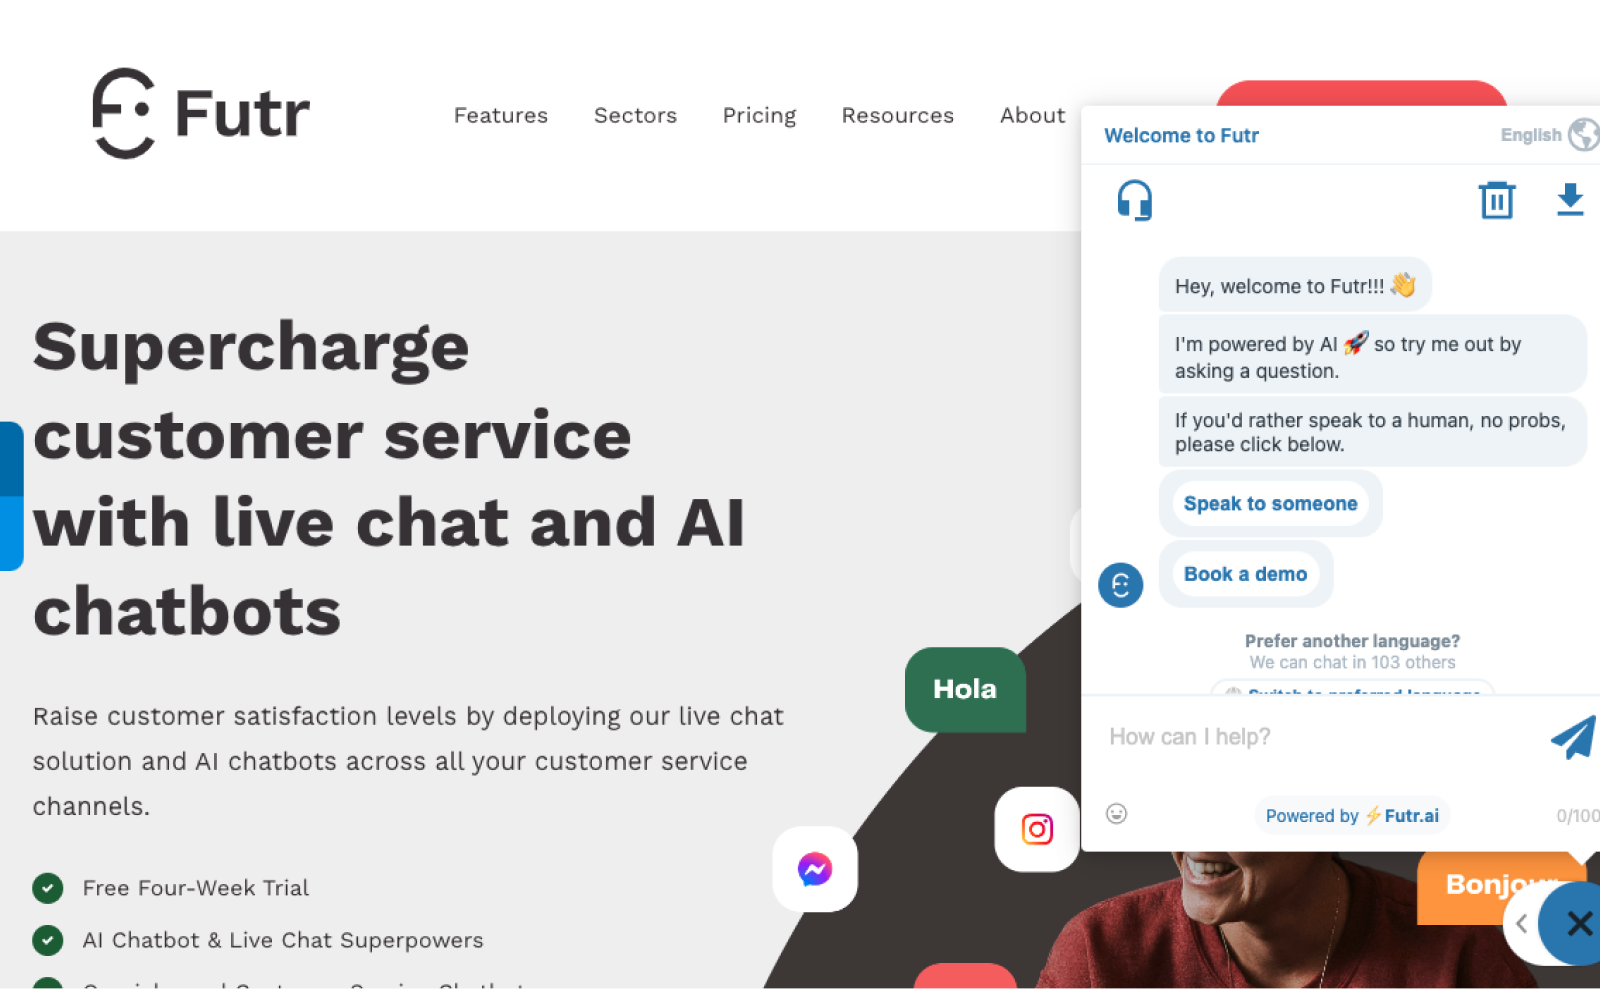 Futr
Features
Sectors
Pricing
Resources
About
Supercharge
customer service
with live chat and AI
chatbots
Raise customer satisfaction levels by deploying our live chat
solution and AI chatbots across all your customer service
channels.
Free Four-Week Trial
AI Chatbot & Live Chat Superpowers
Hola
Bonjour
Welcome to Futr
English
Hey, welcome to Futr!!! 👋
I'm powered by AI 🚀 so try me out by
asking a question.
If you'd rather speak to a human, no probs,
please click below.
Speak to someone
Book a demo
Prefer another language?
We can chat in 103 others
Switch to preferred language
How can I help?
Powered by ⚡Futr.ai
0/100